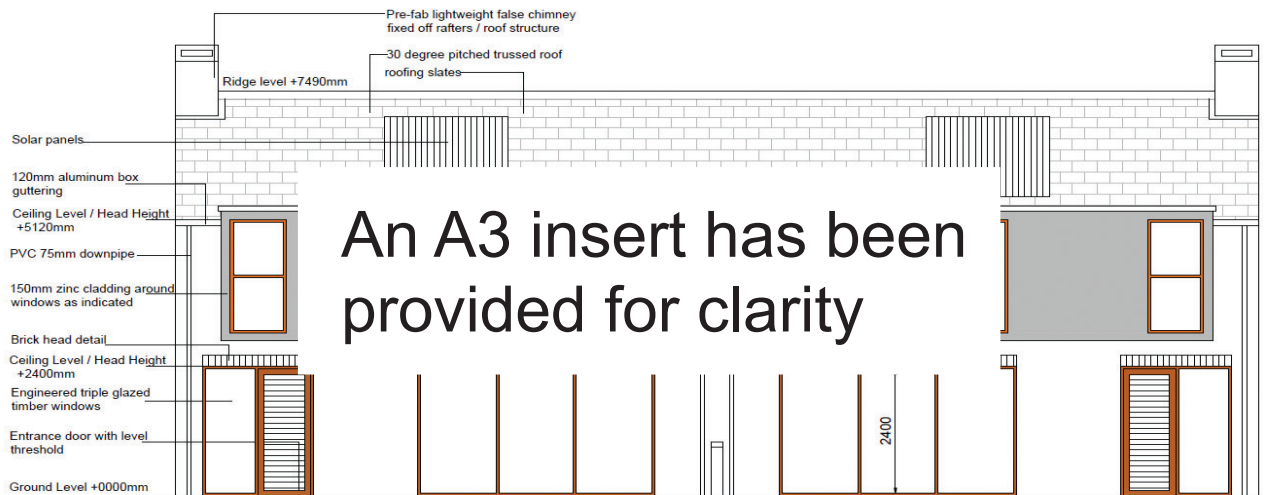 Pre-fab lightweight false chimney
fixed off rafters / roof structure
30 degree pitched trussed roof
roofing slates
Ridge level +7490mm
Solar panels
120mm aluminum box
guttering
Ceiling Level / Head Height
+5120mm
PVC 75mm downpipe
150mm zinc cladding around
windows as indicated
Brick head detail
Ceiling Level / Head Height
+2400mm
Engineered triple glazed
timber windows
Entrance door with level
threshold
Ground Level +0000mm
An A3 insert has been
provided for clarity
2400